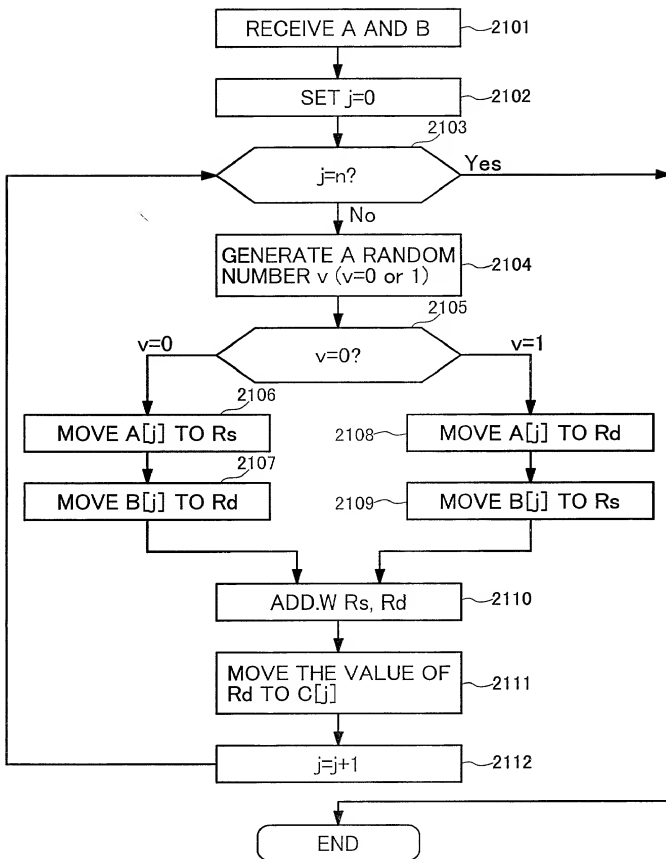 RECEIVE A AND B
2101
SET j=0
2102
2103
j=n?
Yes
No
GENERATE A RANDOM
NUMBER v (v=0 or 1)
2104
2105
v=0?
v=0
v=1
2106
MOVE A[j] TO Rs
2107
MOVE B[j] TO Rd
2108
MOVE A[j] TO Rd
2109
MOVE B[j] TO Rs
ADD.W Rs, Rd
2110
MOVE THE VALUE OF
Rd TO C[j]
2111
j=j+1
2112
END